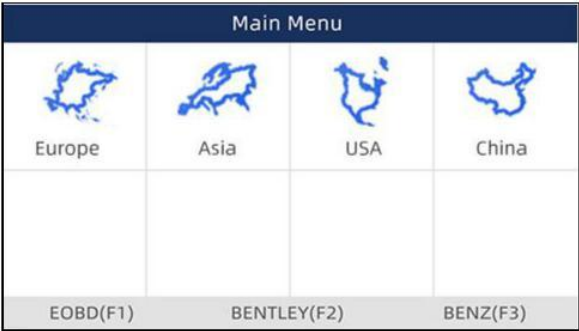 Main Menu
Europe Asia USA China
EOBD(F1) BENTLEY(F2) BENZ(F3)